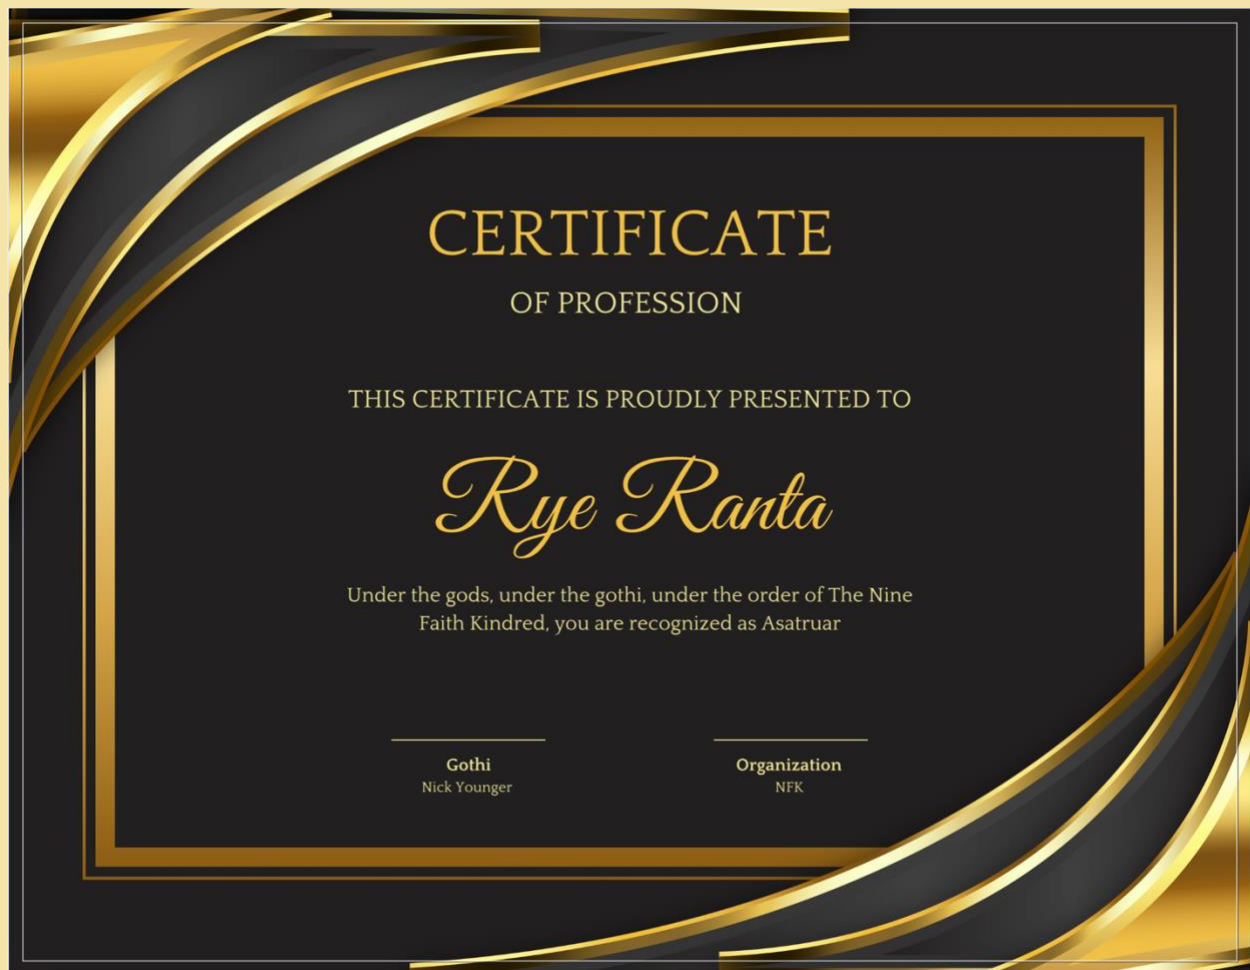 CERTIFICATE
OF PROFESSION
THIS CERTIFICATE IS PROUDLY PRESENTED TO
Rye Ranta
Under the gods, under the gothi, under the order of The Nine
Faith Kindred, you are recognized as Asatruar
Gothi
Nick Younger
Organization
NFK